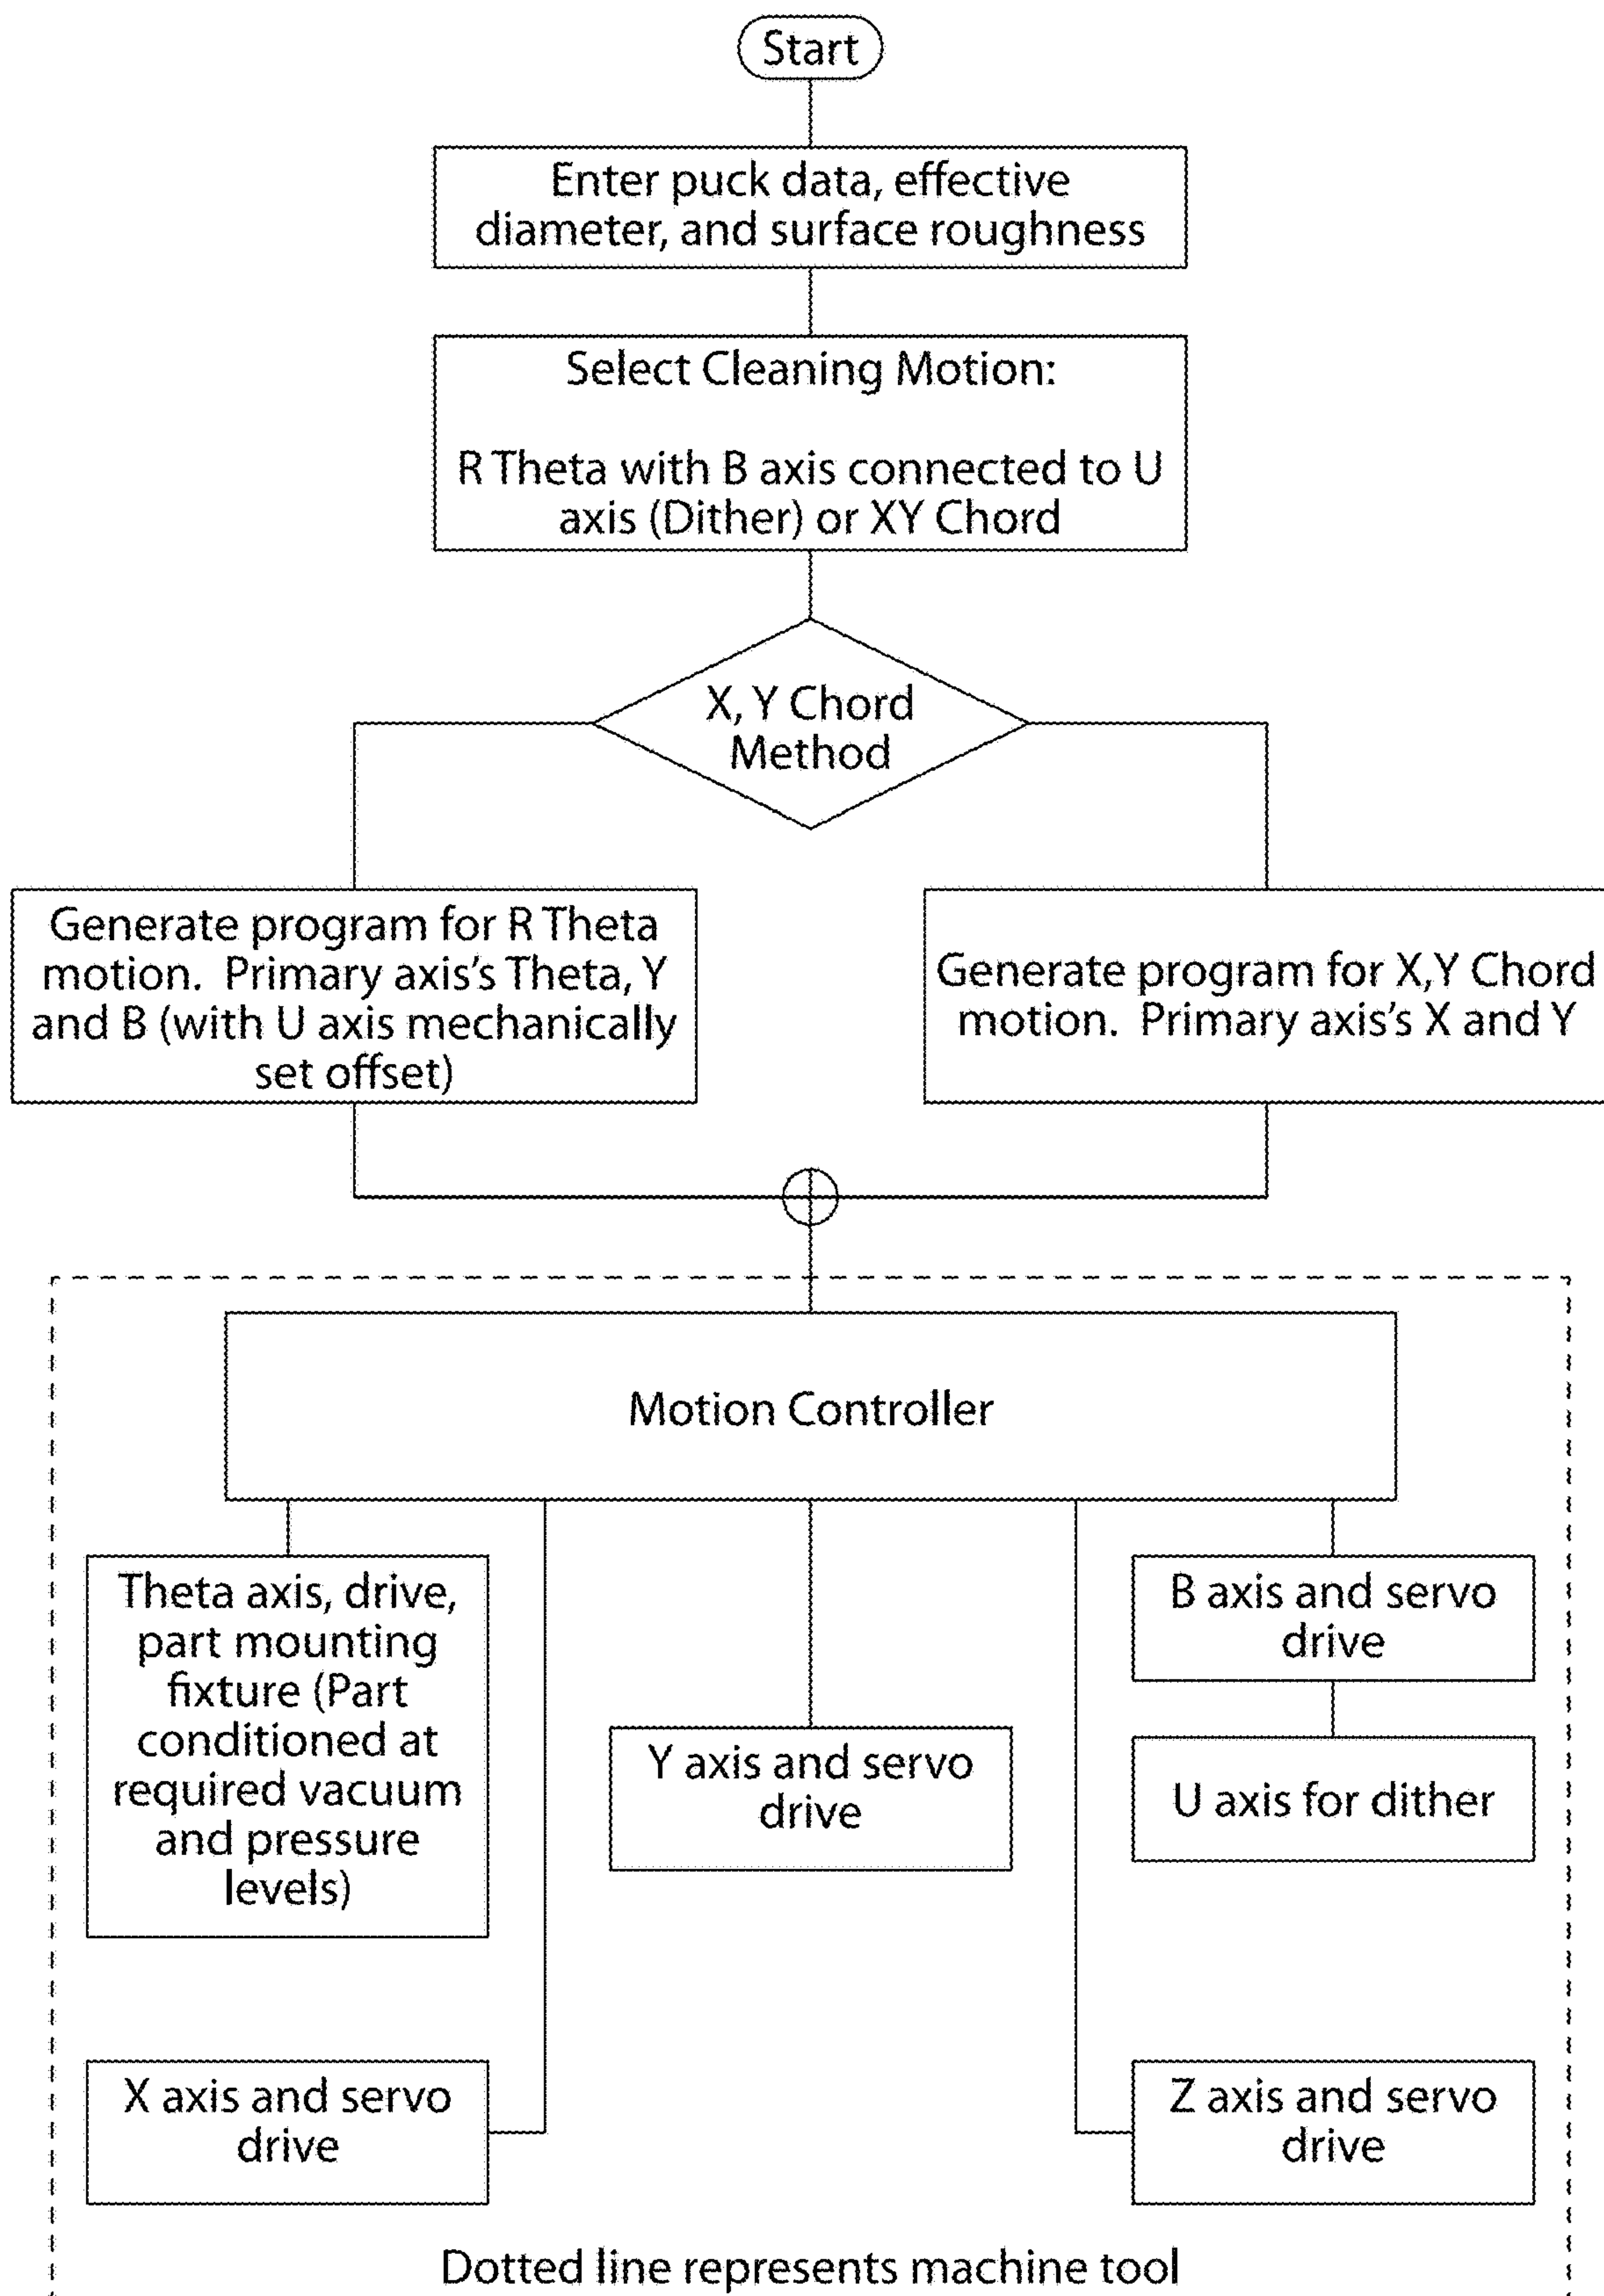 Start
Enter puck data, effective
diameter, and surface roughness
Select Cleaning Motion:
R Theta with B axis connected to U
axis (Dither) or XY Chord
X, Y Chord
Method
Generate program for R Theta
motion. Primary axis's Theta, Y
and B (with U axis mechanically
set offset)
Generate program for X,Y Chord
motion. Primary axis's X and Y
Motion Controller
Theta axis, drive,
part mounting
fixture (Part
conditioned at
required vacuum
and pressure
levels)
Y axis and servo
drive
B axis and servo
drive
U axis for dither
X axis and servo
drive
Z axis and servo
drive
Dotted line represents machine tool